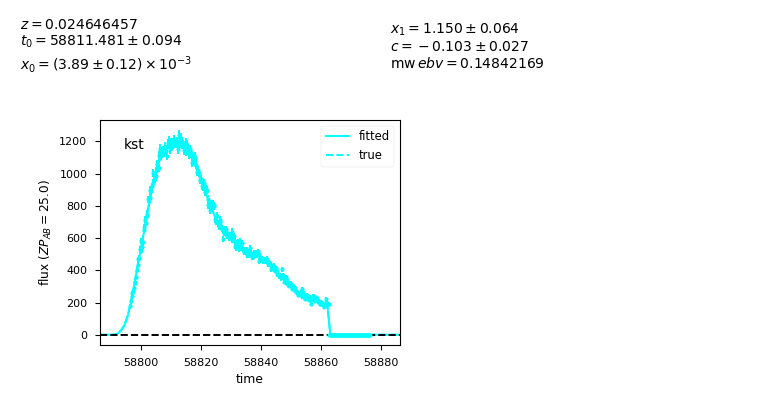 z = 0.024646457
t₀ = 58811.481 ± 0.094
x₀ = (3.89 ± 0.12) × 10⁻³
x₁ = 1.150 ± 0.064
c = −0.103 ± 0.027
mw ebv = 0.14842169
kst
fitted
true
flux (ZP_AB = 25.0)
1200
1000
800
600
400
200
0
58800 58820 58840 58860 58880
time